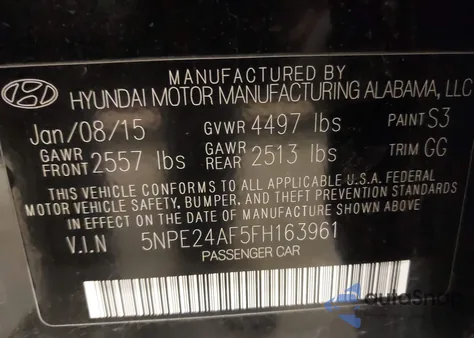 MANUFACTURED BY
HYUNDAI MOTOR MANUFACTURING ALABAMA, LLC
Jan/08/15 GVWR 4497 lbs PAINT S3
GAWR FRONT 2557 lbs GAWR REAR 2513 lbs TRIM GG
THIS VEHICLE CONFORMS TO ALL APPLICABLE U.S.A. FEDERAL
MOTOR VEHICLE SAFETY, BUMPER, AND THEFT PREVENTION STANDARDS
IN EFFECT ON THE DATE OF MANUFACTURE SHOWN ABOVE.
V.I.N 5NPE24AF5FH163961
PASSENGER CAR